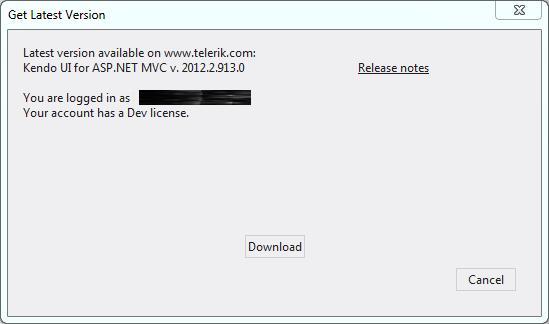 Get Latest Version
Latest version available on www.telerik.com:
Kendo UI for ASP.NET MVC v. 2012.2.913.0 Release notes
You are logged in as
Your account has a Dev license.
Download
Cancel